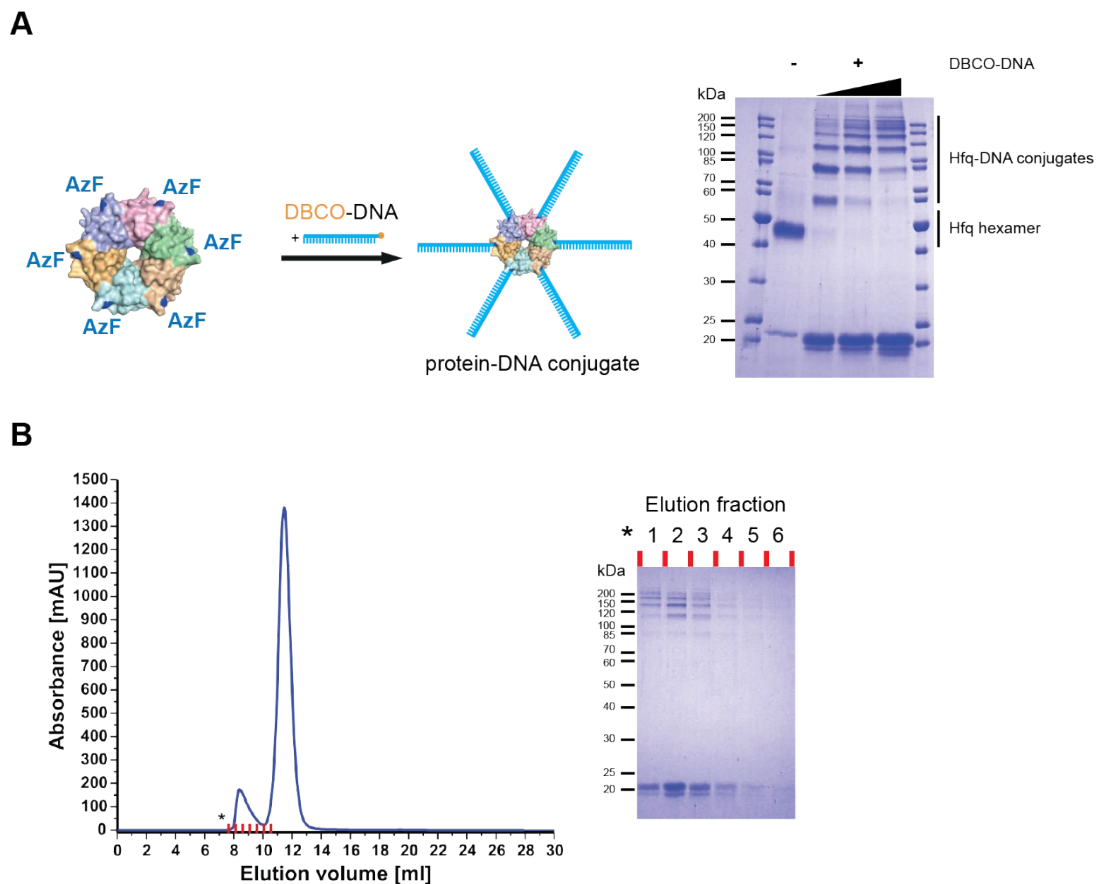 A
- + DBCO-DNA
kDa
200
150
120
100
85
70
60
50
40
30
25
20
Hfq-DNA conjugates
Hfq hexamer
AzF AzF
AzF AzF
AzF AzF
DBCO-DNA
+
protein-DNA conjugate
B
1500
1400
1300
1200
1100
1000
900
800
700
600
500
400
300
200
100
0
Absorbance [mAU]
*
0 2 4 6 8 10 12 14 16 18 20 22 24 26 28 30
Elution volume [ml]
Elution fraction
* 1 2 3 4 5 6
kDa
200
150
120
100
85
70
60
50
40
30
25
20